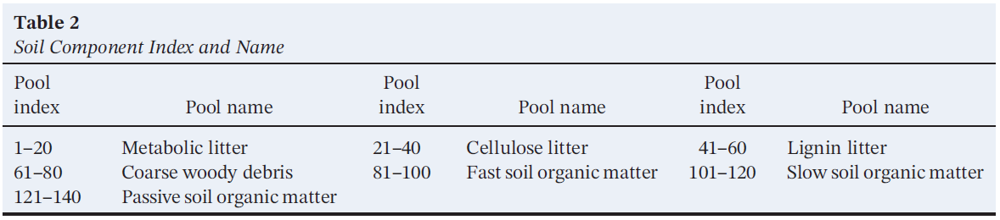 Table 2
Soil Component Index and Name
Pool index Pool name Pool index Pool name Pool index Pool name
1–20 Metabolic litter 21–40 Cellulose litter 41–60 Lignin litter
61–80 Coarse woody debris 81–100 Fast soil organic matter 101–120 Slow soil organic matter
121–140 Passive soil organic matter